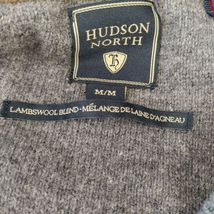 HUDSON
NORTH
M/M
LAMBSWOOL BLEND • MÉLANGE DE LAINE D'AGNEAU